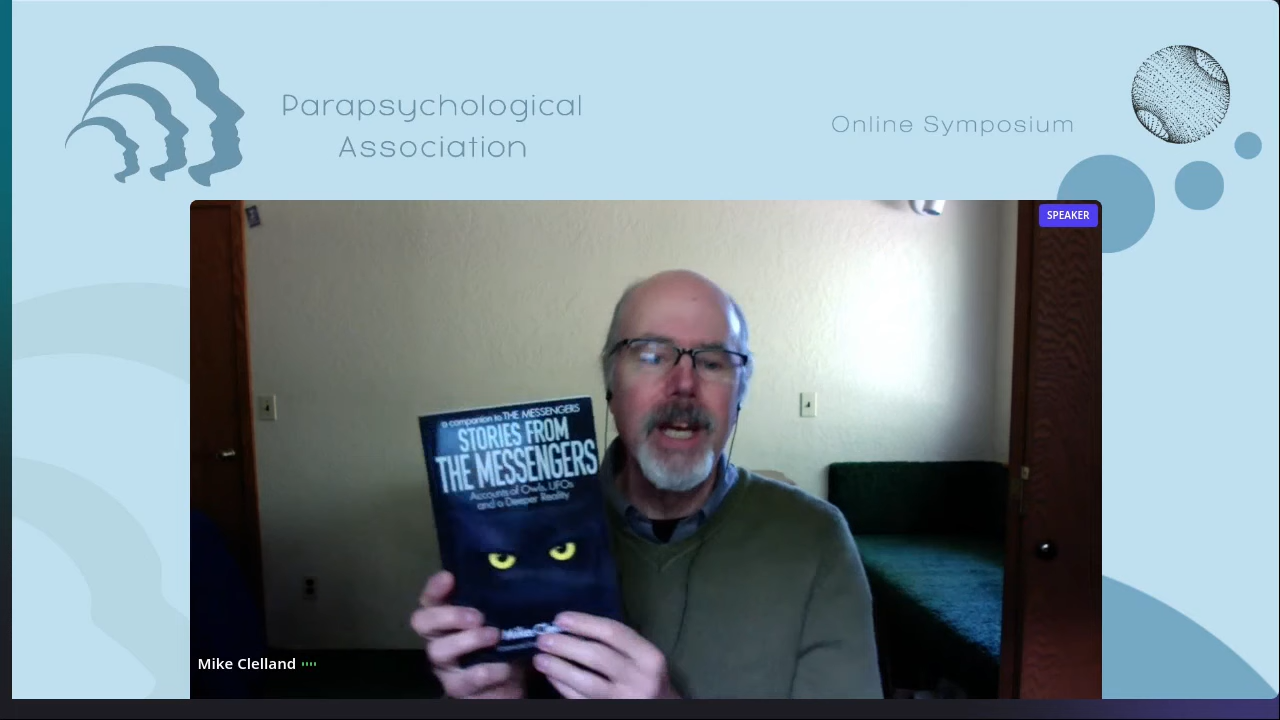 Parapsychological
Association
Online Symposium
SPEAKER
a companion to THE MESSENGERS
STORIES FROM
THE MESSENGERS
Accounts of Owls, UFOs
and a Deeper Reality
Mike
Mike Clelland